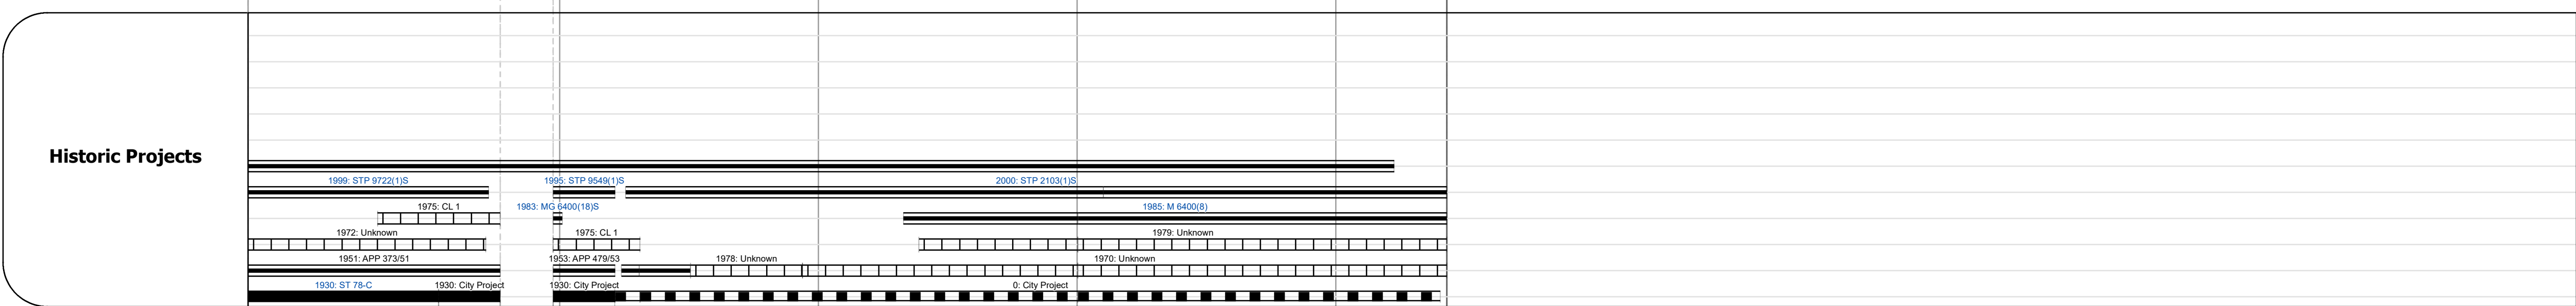 Historic Projects
1999: STP 9722(1)S
1995: STP 9549(1)S
2000: STP 2103(1)S
1975: CL 1
1983: MG 6400(18)S
1985: M 6400(8)
1972: Unknown
1975: CL 1
1979: Unknown
1951: APP 373/51
1953: APP 479/53
1978: Unknown
1970: Unknown
1930: ST 78-C
1930: City Project
1930: City Project
0: City Project